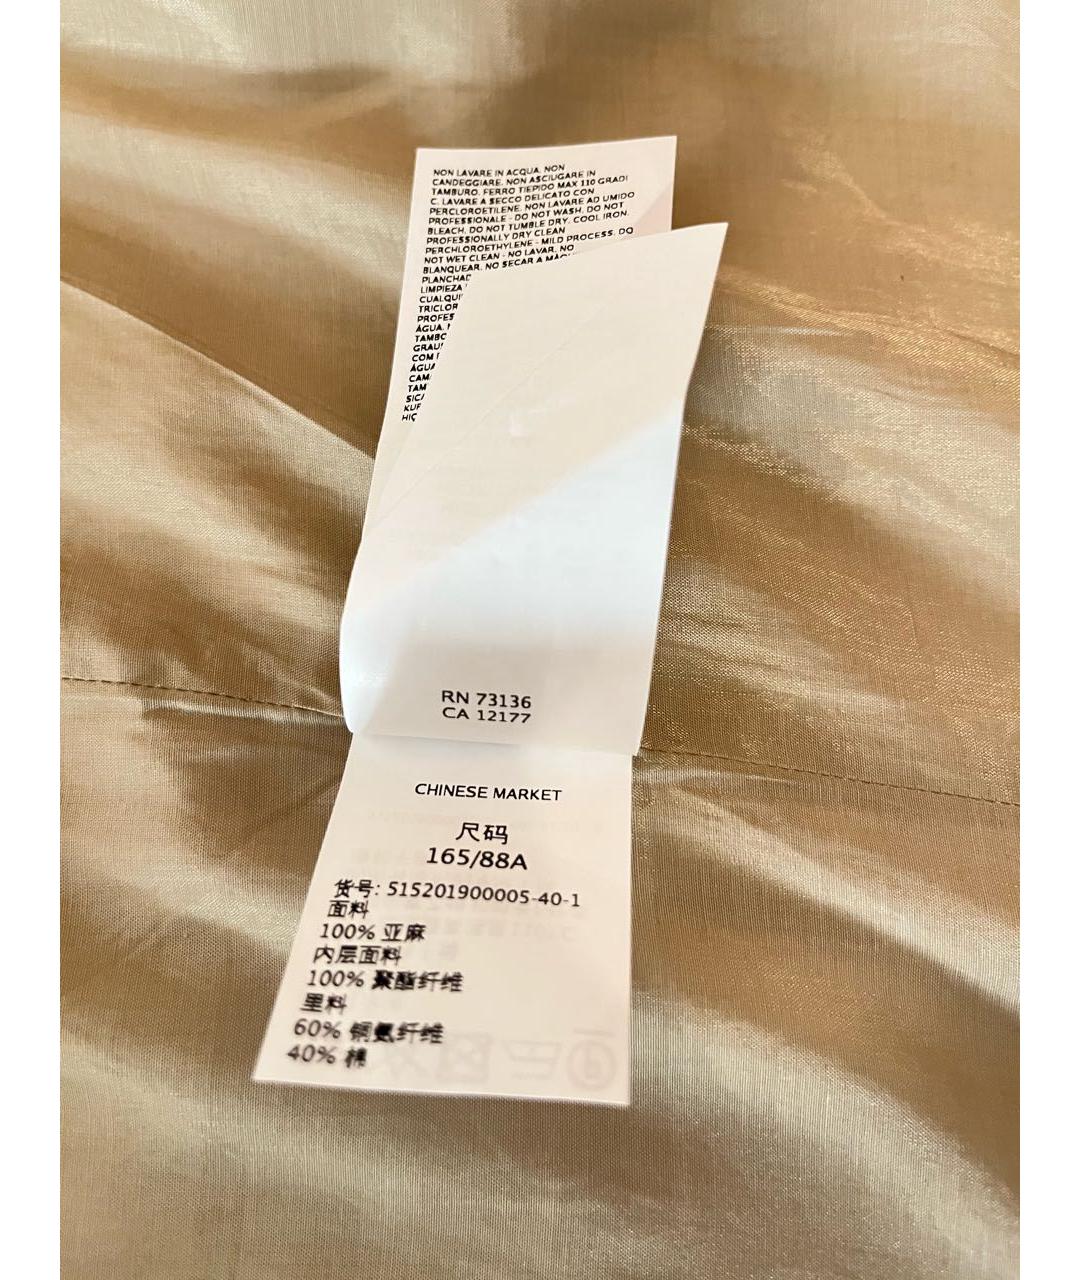 NON LAVARE IN ACQUA. NON
CANDEGGIARE. NON ASCIUGARE IN
TAMBURO. FERRO TIEPIDO MAX 110 GRADI
C. LAVARE A SECCO DELICATO CON
PERCLOROETILENE. NON LAVARE AD UMIDO
PROFESSIONALE - DO NOT WASH. DO NOT
BLEACH. DO NOT TUMBLE DRY. COOL IRON.
PROFESSIONALLY DRY CLEAN
PERCHLOROETHYLENE - MILD PROCESS. DO
NOT WET CLEAN - NO LAVAR. NO
BLANQUEAR. NO SECAR A
PLANCHAD
LIMPIEZA
CUALQUI
TRICLOR
PROFES
ÁGUA.
TAMBO
GRAU
COM
ÁGUA
CAM
TAM
SIC
KUF
HIÇ
RN 73136
CA 12177
CHINESE MARKET
尺码
165/88A
货号: 515201900005-40-1
面料
100% 亚麻
内层面料
100% 聚酯纤维
里料
60% 铜氨纤维
40% 棉